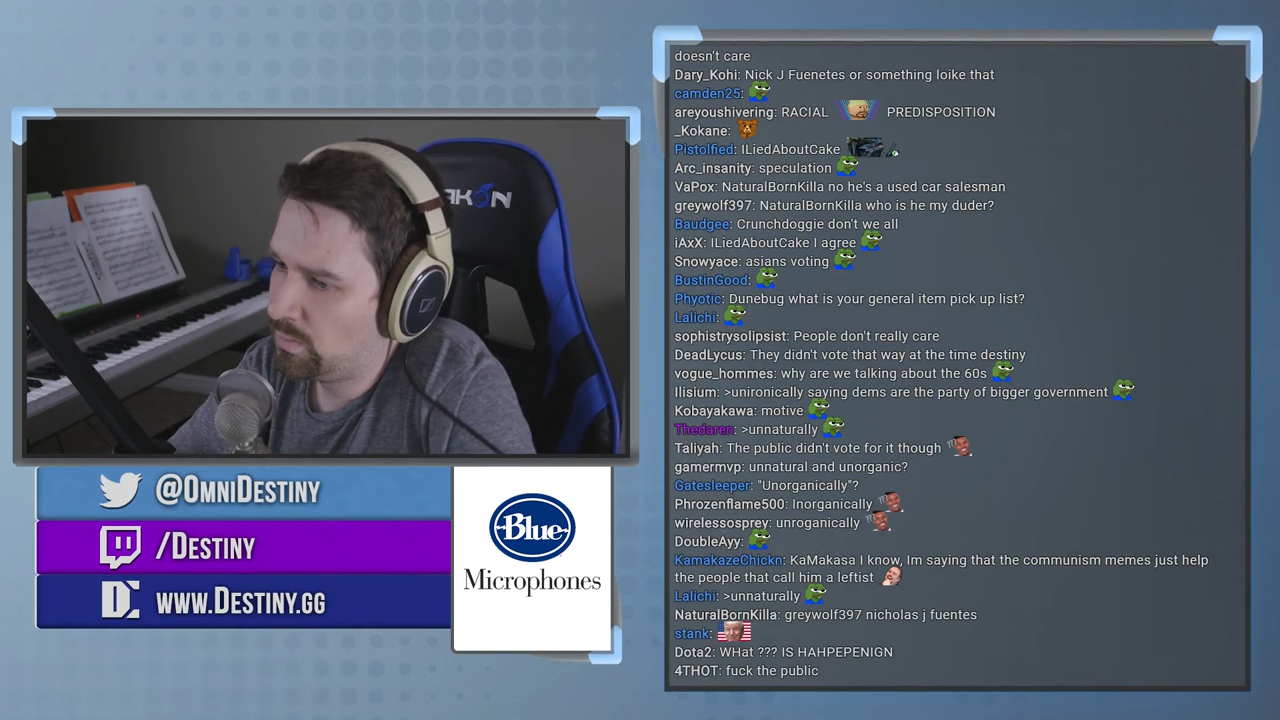 AKON
@OmniDestiny
/Destiny
www.Destiny.gg
Blue
Microphones
doesn't care
Dary_Kohi: Nick J Fuenetes or something loike that
camden25:
areyoushivering: RACIAL PREDISPOSITION
_Kokane:
Pistolfied: ILiedAboutCake
Arc_insanity: speculation
VaPox: NaturalBornKilla no he's a used car salesman
greywolf397: NaturalBornKilla who is he my duder?
Baudgee: Crunchdoggie don't we all
iAxX: ILiedAboutCake I agree
Snowyace: asians voting
BustinGood:
Phyotic: Dunebug what is your general item pick up list?
Lalichi:
sophistrysolipsist: People don't really care
DeadLycus: They didn't vote that way at the time destiny
vogue_hommes: why are we talking about the 60s
Ilisium: >unironically saying dems are the party of bigger government
Kobayakawa: motive
Thedaren: >unnaturally
Taliyah: The public didn't vote for it though
gamermvp: unnatural and unorganic?
Gatesleeper: "Unorganically"?
Phrozenflame500: Inorganically
wirelessosprey: unroganically
DoubleAyy:
KamakazeChickn: KaMakasa I know, Im saying that the communism memes just help
the people that call him a leftist
Lalichi: >unnaturally
NaturalBornKilla: greywolf397 nicholas j fuentes
stank:
Dota2: WHat ??? IS HAHPEPENIGN
4THOT: fuck the public